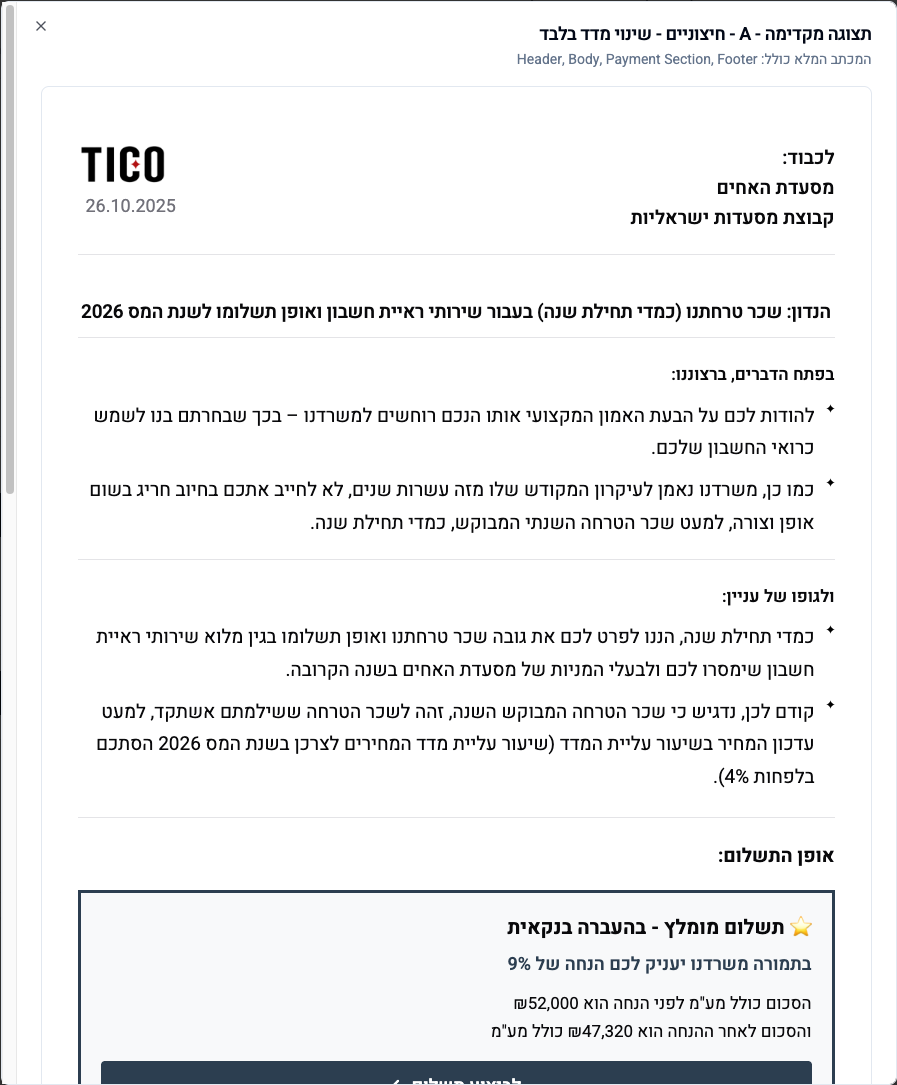 תצוגה מקדימה - A - חיצוניים - שינוי מדד בלבד
המכתב המלא כולל: Header, Body, Payment Section, Footer
TICO
26.10.2025
לכבוד:
מסעדת האחים
קבוצת מסעדות ישראליות
הנדון: שכר טרחתנו (כמדי תחילת שנה) בעבור שירותי ראיית חשבון ואופן תשלומו לשנת המס 2026
בפתח הדברים, ברצוננו:
להודות לכם על הבעת האמון המקצועי אותו הנכם רוחשים למשרדנו – בכך שבחרתם בנו לשמש
כרואי החשבון שלכם.
כמו כן, משרדנו נאמן לעיקרון המקודש שלו מזה עשרות שנים, לא לחייב אתכם בחיוב חריג בשום
אופן וצורה, למעט שכר הטרחה השנתי המבוקש, כמדי תחילת שנה.
ולגופו של עניין:
כמדי תחילת שנה, הננו לפרט לכם את גובה שכר טרחתנו ואופן תשלומו בגין מלוא שירותי ראיית
חשבון שימסרו לכם ולבעלי המניות של מסעדת האחים בשנה הקרובה.
קודם לכן, נדגיש כי שכר הטרחה המבוקש השנה, זהה לשכר הטרחה ששילמתם אשתקד, למעט
עדכון המחיר בשיעור עליית המדד (שיעור עליית מדד המחירים לצרכן בשנת המס 2026 הסתכם
בלפחות 4%).
אופן התשלום:
⭐ תשלום מומלץ - בהעברה בנקאית
בתמורה משרדנו יעניק לכם הנחה של 9%
הסכום כולל מע"מ לפני הנחה הוא ₪52,000
והסכום לאחר ההנחה הוא ₪47,320 כולל מע"מ